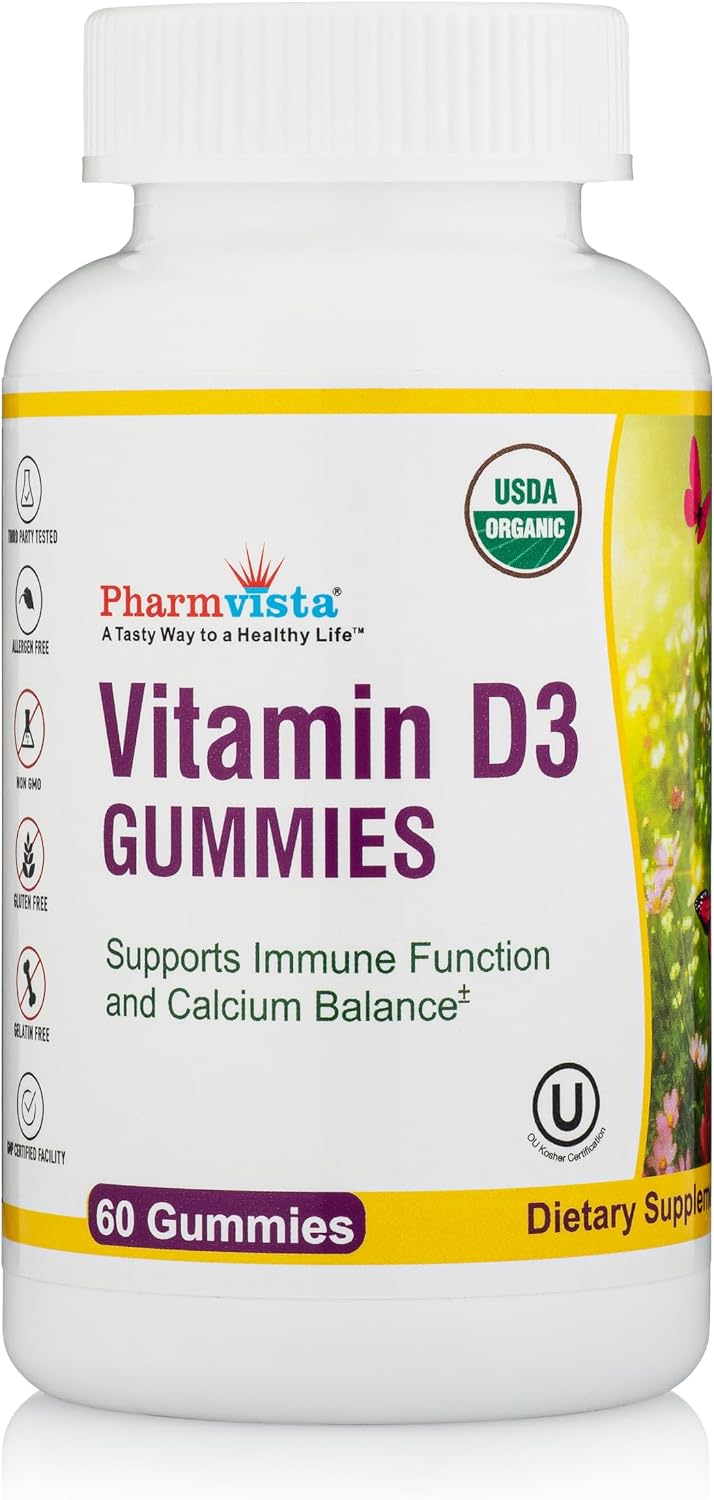 USDA
ORGANIC
THIRD PARTY TESTED
ALLERGEN FREE
NON GMO
GLUTEN FREE
GELATIN FREE
GMP CERTIFIED FACILITY
Pharmvista®
A Tasty Way to a Healthy Life™
Vitamin D3
GUMMIES
Supports Immune Function
and Calcium Balance±
U
OU Kosher Certification
60 Gummies
Dietary Supplem